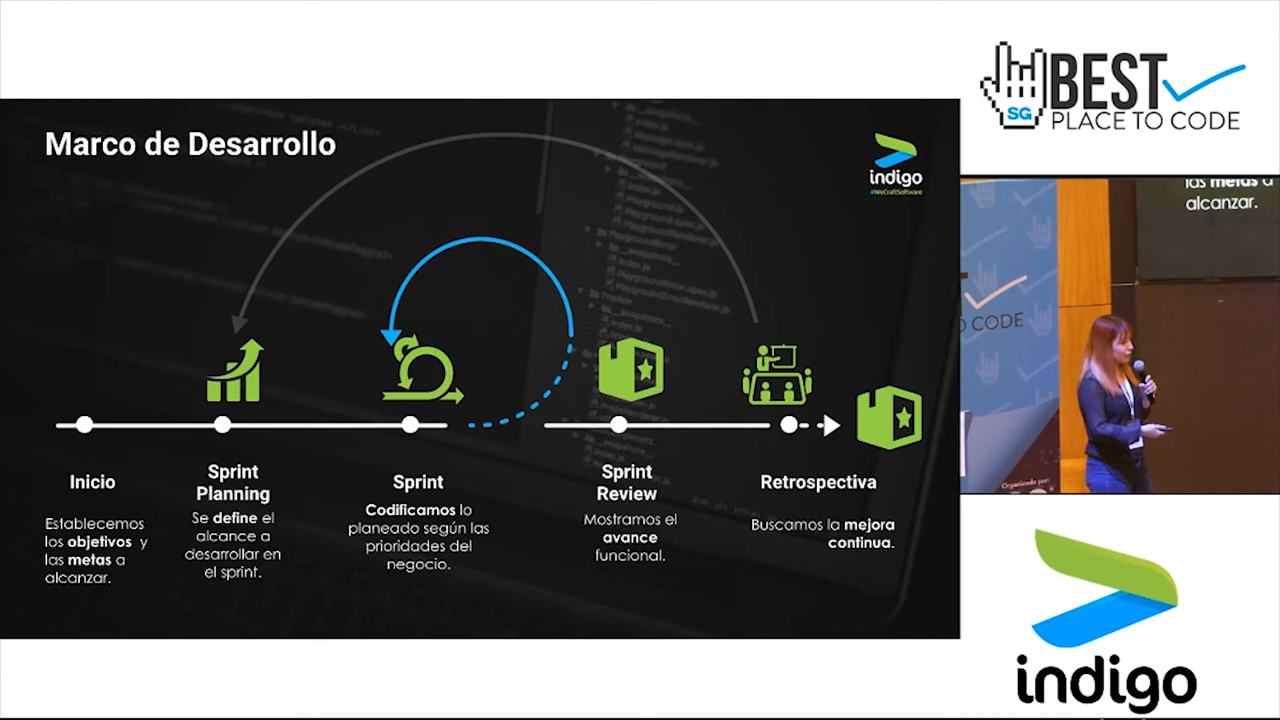 Marco de Desarrollo
indigo
#WeCraftSoftware
Inicio
Establecemos
los objetivos y
las metas a
alcanzar.
Sprint
Planning
Se define el
alcance a
desarrollar en
el sprint.
Sprint
Codificamos lo
planeado según las
prioridades del
negocio.
Sprint
Review
Mostramos el
avance
funcional.
Retrospectiva
Buscamos la mejora
continua.
SG
BEST
PLACE TO CODE
las metas a
alcanzar.
CODE
Organizado por:
indigo